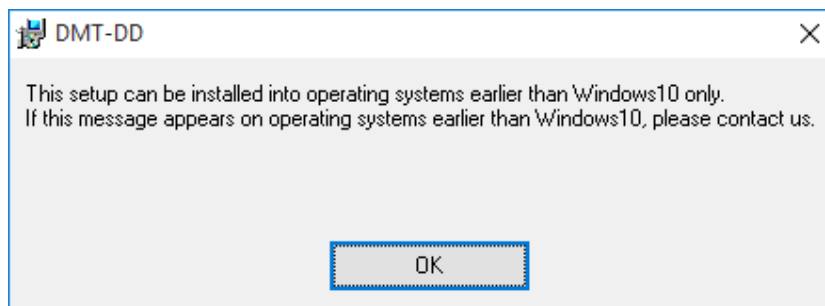 DMT-DD
This setup can be installed into operating systems earlier than Windows10 only.
If this message appears on operating systems earlier than Windows10, please contact us.
OK